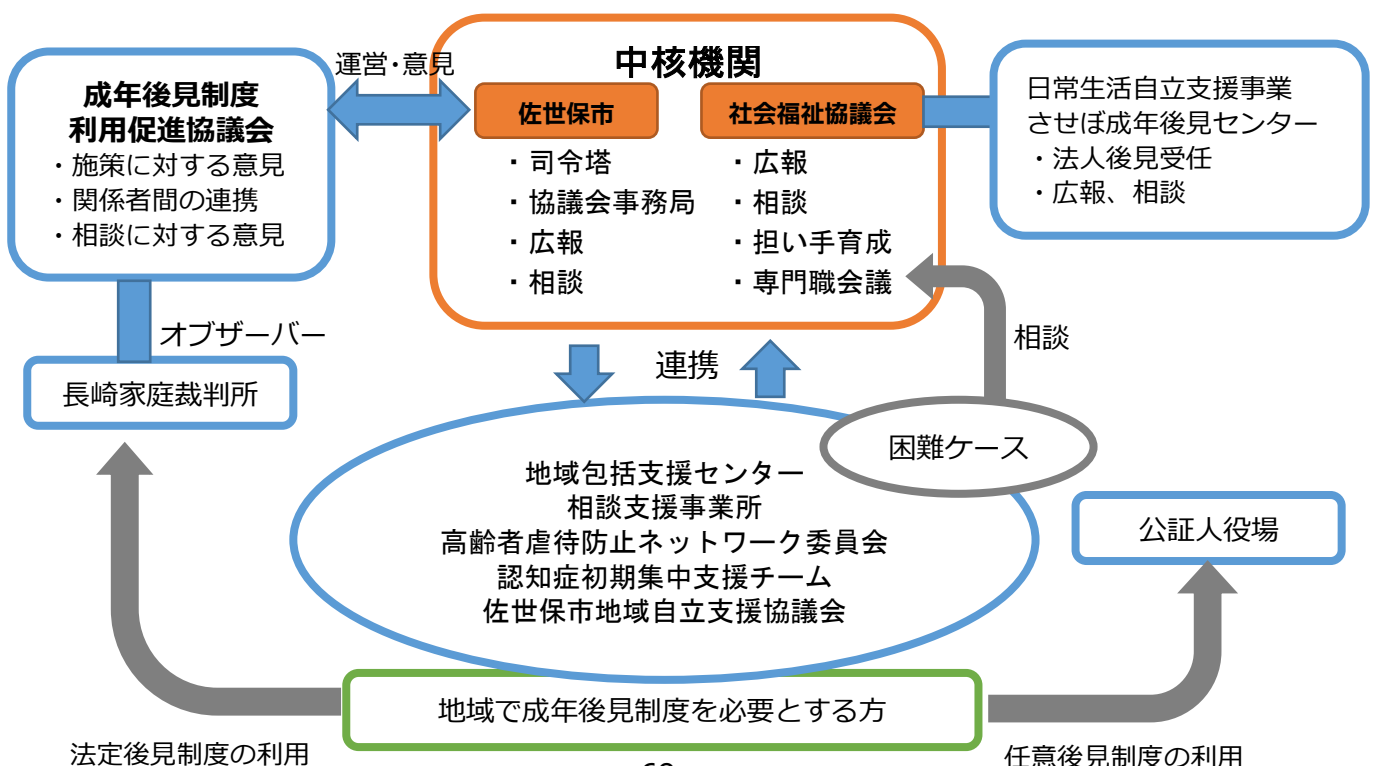 中核機関
運営・意見
成年後見制度
利用促進協議会
・施策に対する意見
・関係者間の連携
・相談に対する意見
佐世保市
・司令塔
・協議会事務局
・広報
・相談
社会福祉協議会
・広報
・相談
・担い手育成
・専門職会議
日常生活自立支援事業
させぼ成年後見センター
・法人後見受任
・広報、相談
オブザーバー
長崎家庭裁判所
連携
相談
困難ケース
地域包括支援センター
相談支援事業所
高齢者虐待防止ネットワーク委員会
認知症初期集中支援チーム
佐世保市地域自立支援協議会
公証人役場
地域で成年後見制度を必要とする方
法定後見制度の利用
任意後見制度の利用